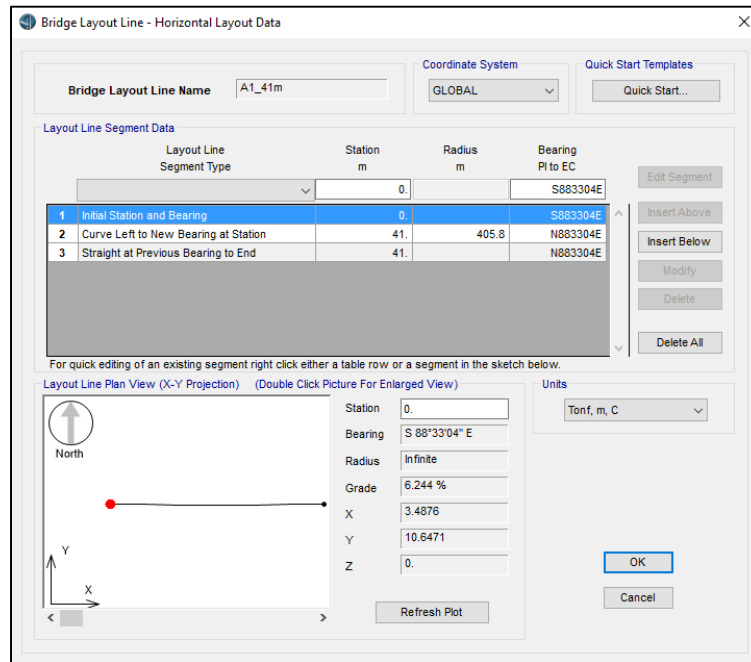 Bridge Layout Line - Horizontal Layout Data
Bridge Layout Line Name
A1_41m
Coordinate System
GLOBAL
Quick Start Templates
Quick Start...
Layout Line Segment Data
Layout Line Segment Type
Station m
Radius m
Bearing PI to EC
0. S883304E
1 Initial Station and Bearing 0. S883304E
2 Curve Left to New Bearing at Station 41. 405.8 N883304E
3 Straight at Previous Bearing to End 41. N883304E
Edit Segment
Insert Above
Insert Below
Modify
Delete
Delete All
For quick editing of an existing segment right click either a table row or a segment in the sketch below.
Layout Line Plan View (X-Y Projection) (Double Click Picture For Enlarged View)
North
Y
X
Station 0.
Bearing S 88°33'04" E
Radius Infinite
Grade 6.244 %
X 3.4876
Y 10.6471
Z 0.
Refresh Plot
Units
Tonf, m, C
OK
Cancel